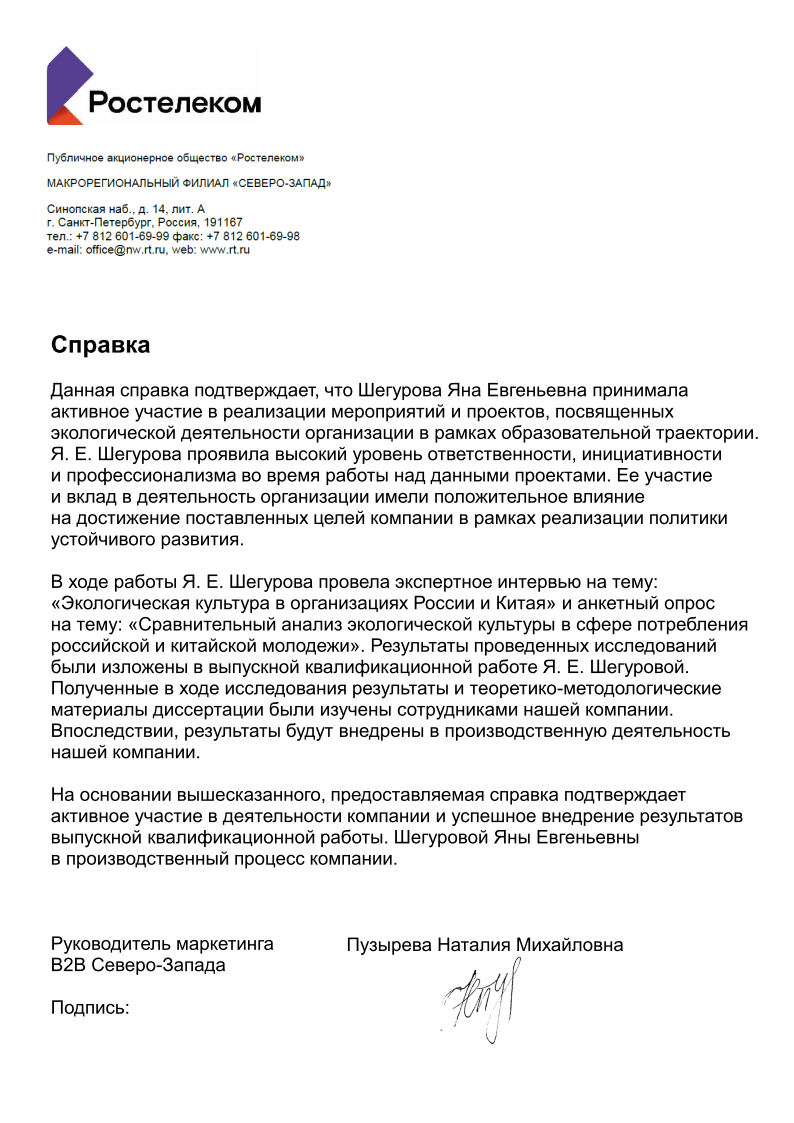 Ростелеком
Публичное акционерное общество «Ростелеком»
МАКРОРЕГИОНАЛЬНЫЙ ФИЛИАЛ «СЕВЕРО-ЗАПАД»
Синопская наб., д. 14, лит. А
г. Санкт-Петербург, Россия, 191167
тел.: +7 812 601-69-99 факс: +7 812 601-69-98
e-mail: office@nw.rt.ru, web: www.rt.ru
Справка
Данная справка подтверждает, что Шегурова Яна Евгеньевна принимала
активное участие в реализации мероприятий и проектов, посвященных
экологической деятельности организации в рамках образовательной траектории.
Я. Е. Шегурова проявила высокий уровень ответственности, инициативности
и профессионализма во время работы над данными проектами. Ее участие
и вклад в деятельность организации имели положительное влияние
на достижение поставленных целей компании в рамках реализации политики
устойчивого развития.
В ходе работы Я. Е. Шегурова провела экспертное интервью на тему:
«Экологическая культура в организациях России и Китая» и анкетный опрос
на тему: «Сравнительный анализ экологической культуры в сфере потребления
российской и китайской молодежи». Результаты проведенных исследований
были изложены в выпускной квалификационной работе Я. Е. Шегуровой.
Полученные в ходе исследования результаты и теоретико-методологические
материалы диссертации были изучены сотрудниками нашей компании.
Впоследствии, результаты будут внедрены в производственную деятельность
нашей компании.
На основании вышесказанного, предоставляемая справка подтверждает
активное участие в деятельности компании и успешное внедрение результатов
выпускной квалификационной работы. Шегуровой Яны Евгеньевны
в производственный процесс компании.
Руководитель маркетинга
B2B Северо-Запада
Пузырева Наталия Михайловна
Подпись: